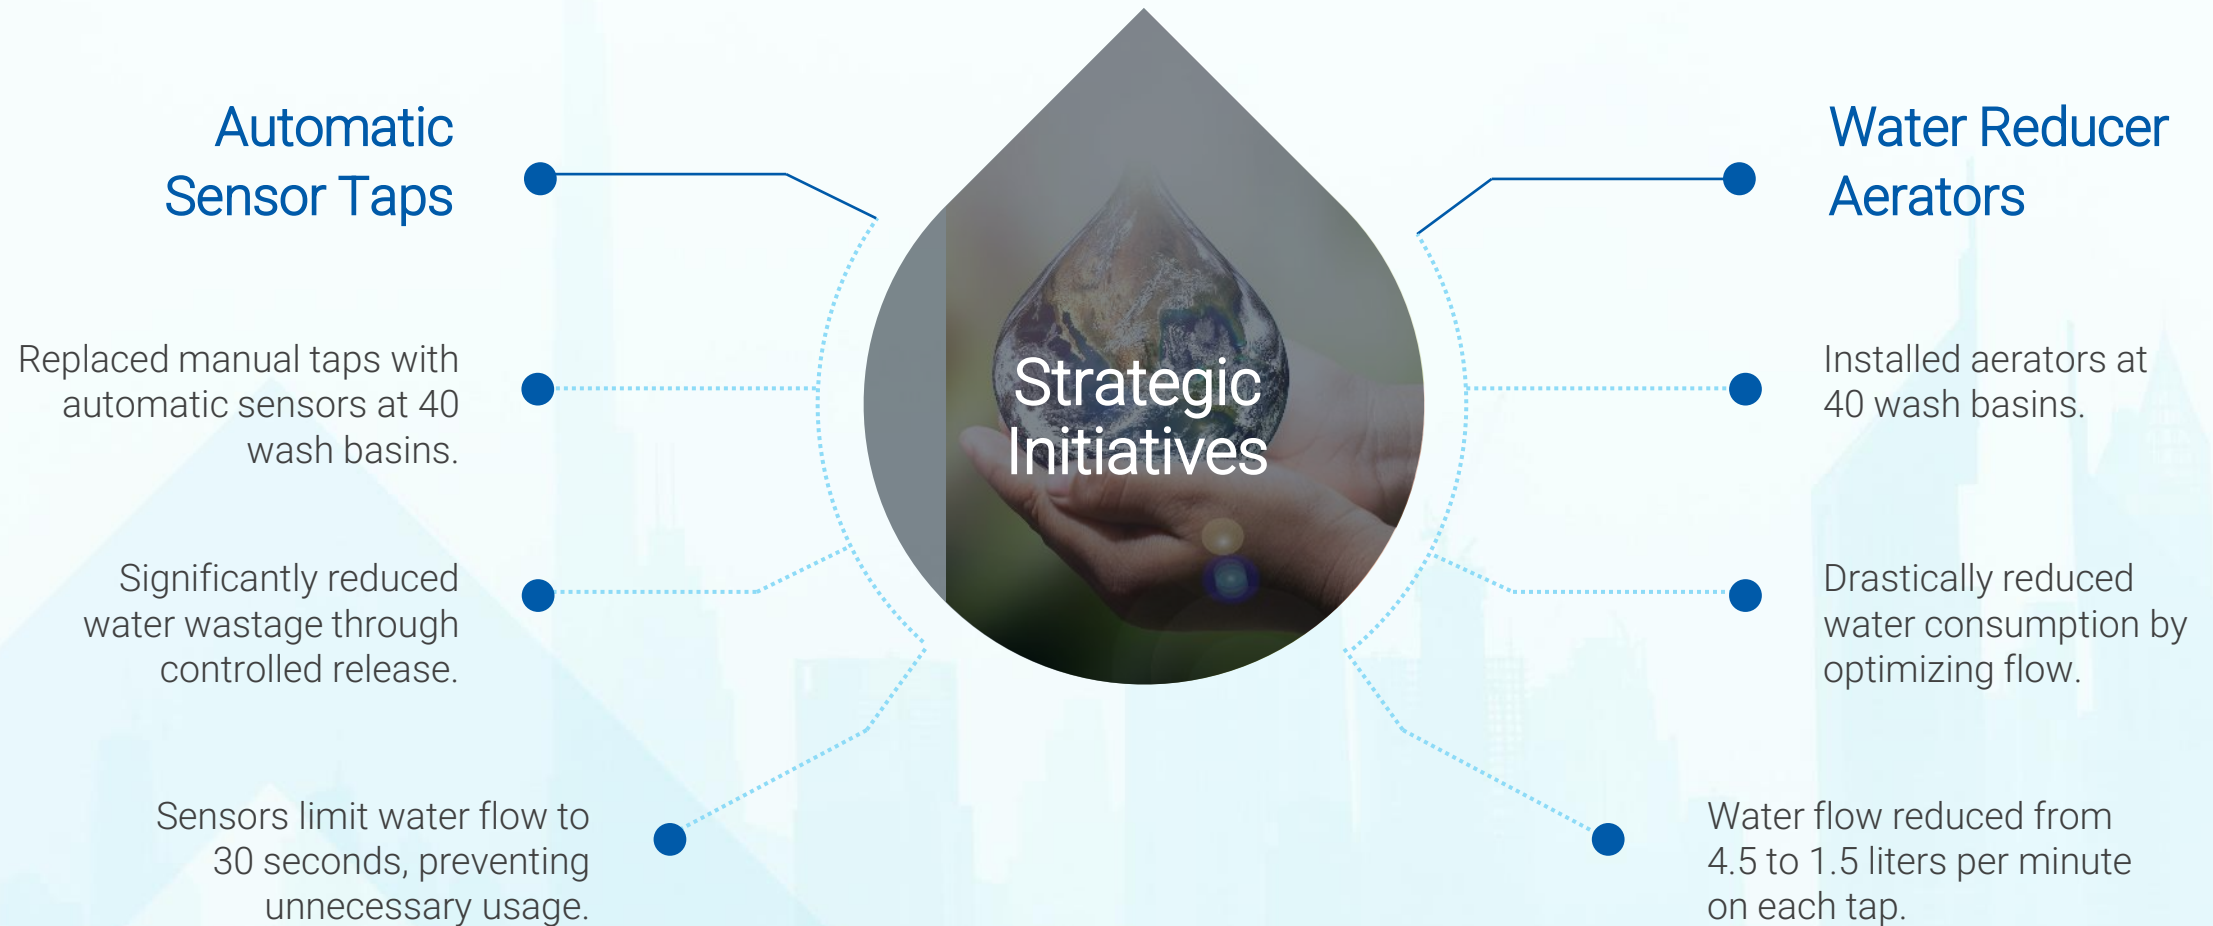 Automatic
Sensor Taps
Replaced manual taps with
automatic sensors at 40
wash basins.
Significantly reduced
water wastage through
controlled release.
Sensors limit water flow to
30 seconds, preventing
unnecessary usage.
Strategic
Initiatives
Water Reducer
Aerators
Installed aerators at
40 wash basins.
Drastically reduced
water consumption by
optimizing flow.
Water flow reduced from
4.5 to 1.5 liters per minute
on each tap.